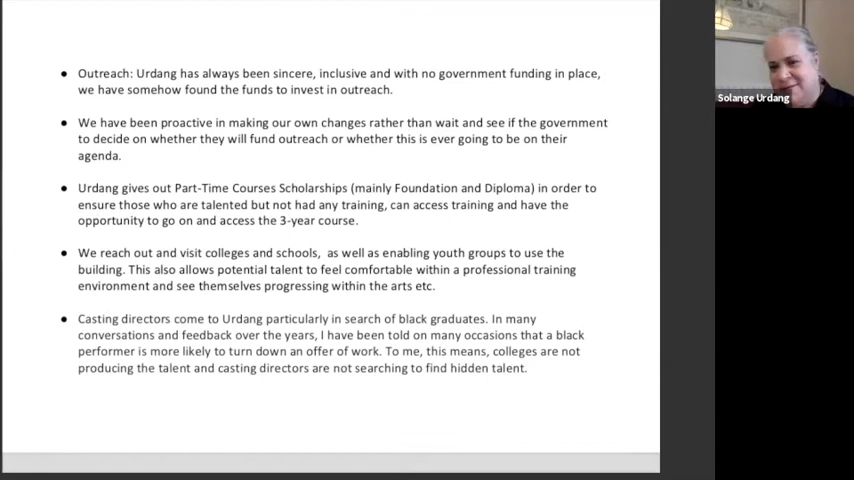 ● Outreach: Urdang has always been sincere, inclusive and with no government funding in place,
we have somehow found the funds to invest in outreach.
● We have been proactive in making our own changes rather than wait and see if the government
to decide on whether they will fund outreach or whether this is ever going to be on their
agenda.
● Urdang gives out Part-Time Courses Scholarships (mainly Foundation and Diploma) in order to
ensure those who are talented but not had any training, can access training and have the
opportunity to go on and access the 3-year course.
● We reach out and visit colleges and schools, as well as enabling youth groups to use the
building. This also allows potential talent to feel comfortable within a professional training
environment and see themselves progressing within the arts etc.
● Casting directors come to Urdang particularly in search of black graduates. In many
conversations and feedback over the years, I have been told on many occasions that a black
performer is more likely to turn down an offer of work. To me, this means, colleges are not
producing the talent and casting directors are not searching to find hidden talent.
Solange Urdang